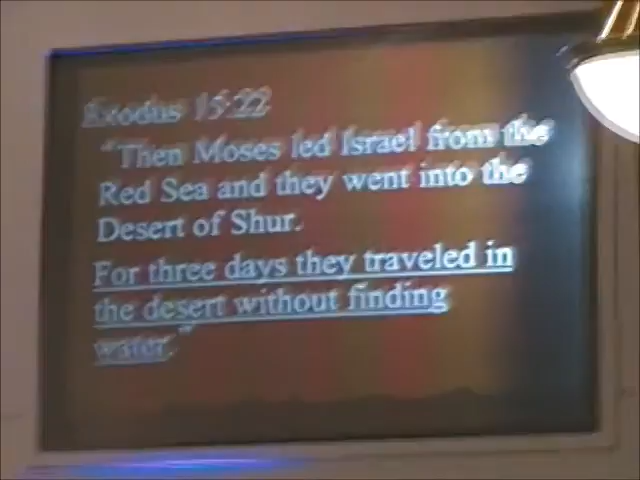 Exodus 15:22
"Then Moses led Israel from the
Red Sea and they went into the
Desert of Shur.
For three days they traveled in
the desert without finding
water."